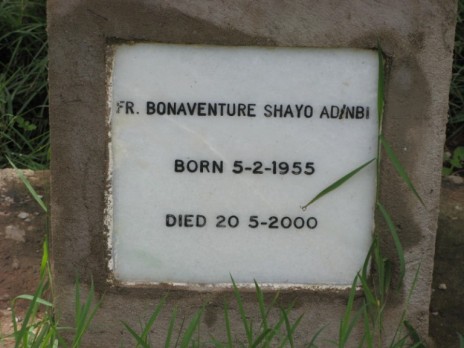 FR. BONAVENTURE SHAYO AD/NBI
BORN 5-2-1955
DIED 20 5-2000